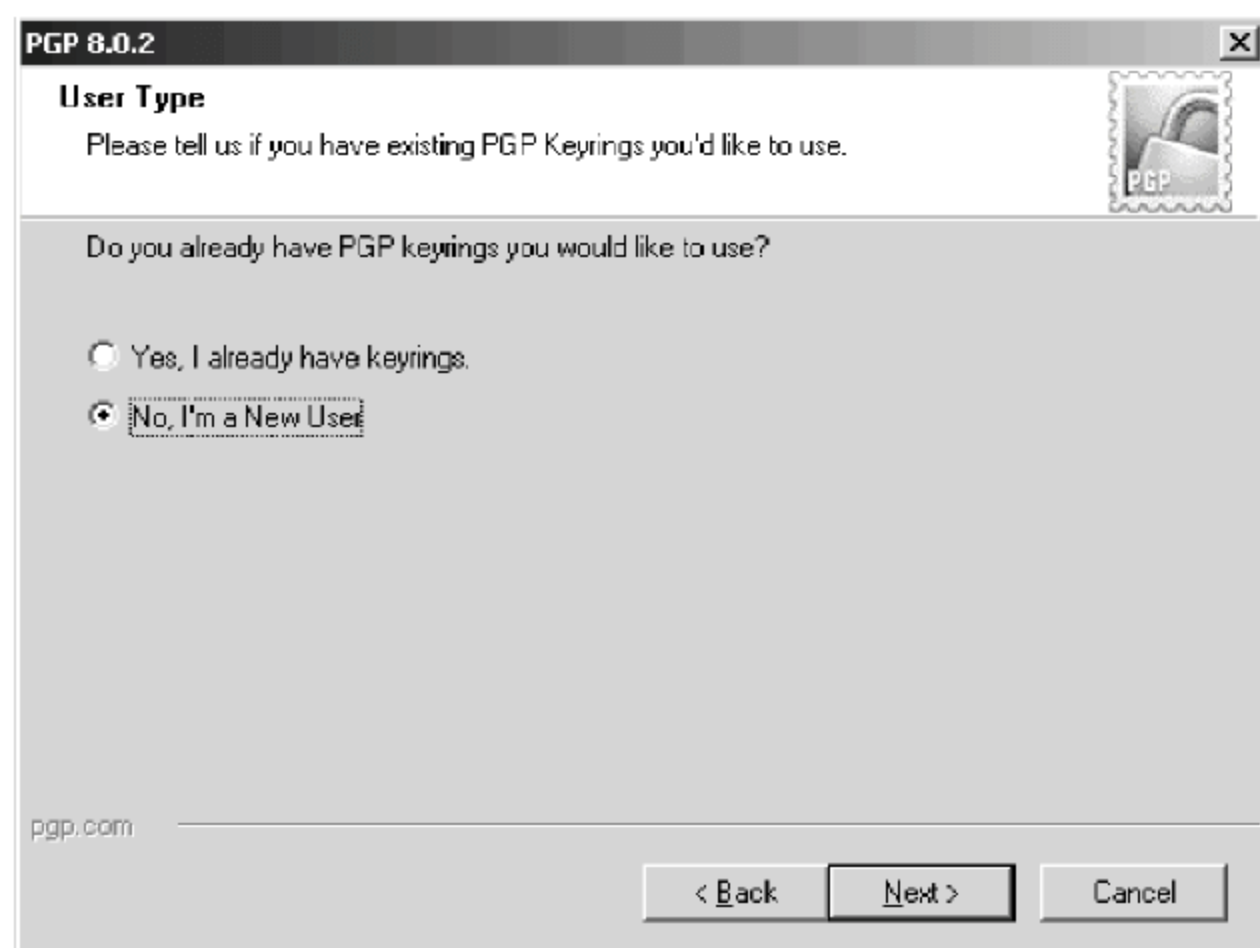 PGP 8.0.2
User Type
Please tell us if you have existing PGP Keyrings you'd like to use.
PGP
Do you already have PGP keyrings you would like to use?
Yes, I already have keyrings.
No, I'm a New User
pgp.com
< Back
Next >
Cancel